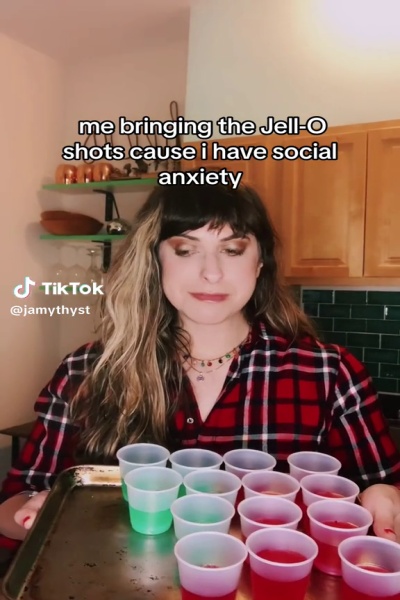 me bringing the Jell-O
shots cause i have social
anxiety
TikTok
@jamythyst